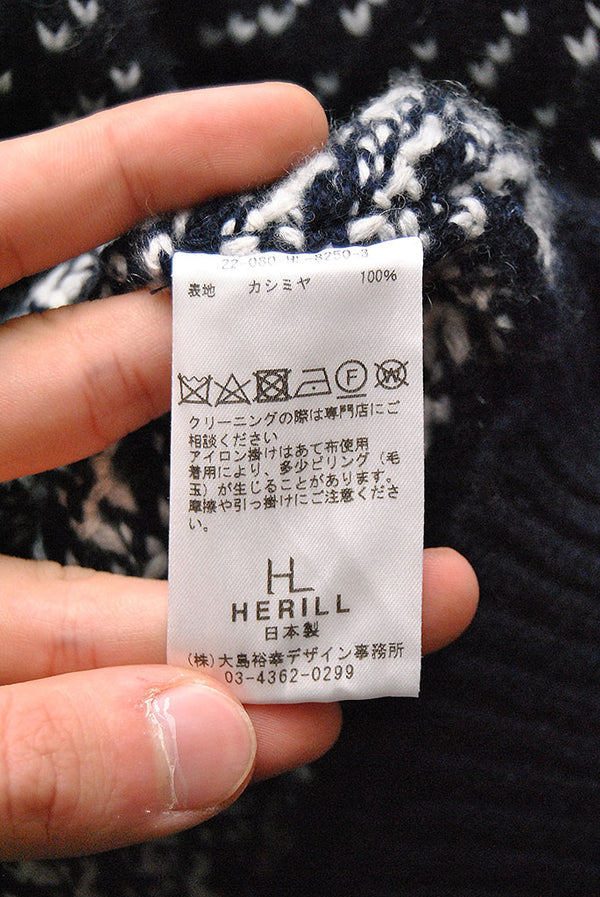 22 080 HL-8250-3
表地 カシミヤ 100%
F W
クリーニングの際は専門店にご
相談ください
アイロン掛けはあて布使用
着用により、多少ピリング（毛
玉）が生じることがあります。
摩擦や引っ掛けにご注意くださ
い。
HL
HERILL
日本製
（株）大島裕幸デザイン事務所
03-4362-0299